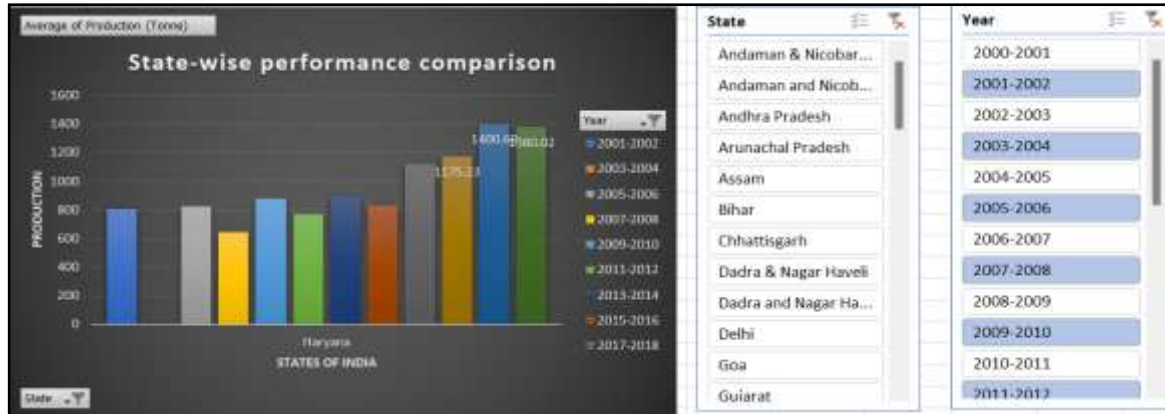 Average of Production (Tonne)
State-wise performance comparison
1600
1400
1200
1000
800
600
400
200
0
PRODUCTION
1175.23
1380.02
Haryana
STATES OF INDIA
Year
2001-2002
2003-2004
2005-2006
2007-2008
2009-2010
2011-2012
2013-2014
2015-2016
2017-2018
State
State
Andaman & Nicobar...
Andaman and Nicob...
Andhra Pradesh
Arunachal Pradesh
Assam
Bihar
Chhattisgarh
Dadra & Nagar Haveli
Dadra and Nagar Ha...
Delhi
Goa
Gujarat
Year
2000-2001
2001-2002
2002-2003
2003-2004
2004-2005
2005-2006
2006-2007
2007-2008
2008-2009
2009-2010
2010-2011
2011-2012